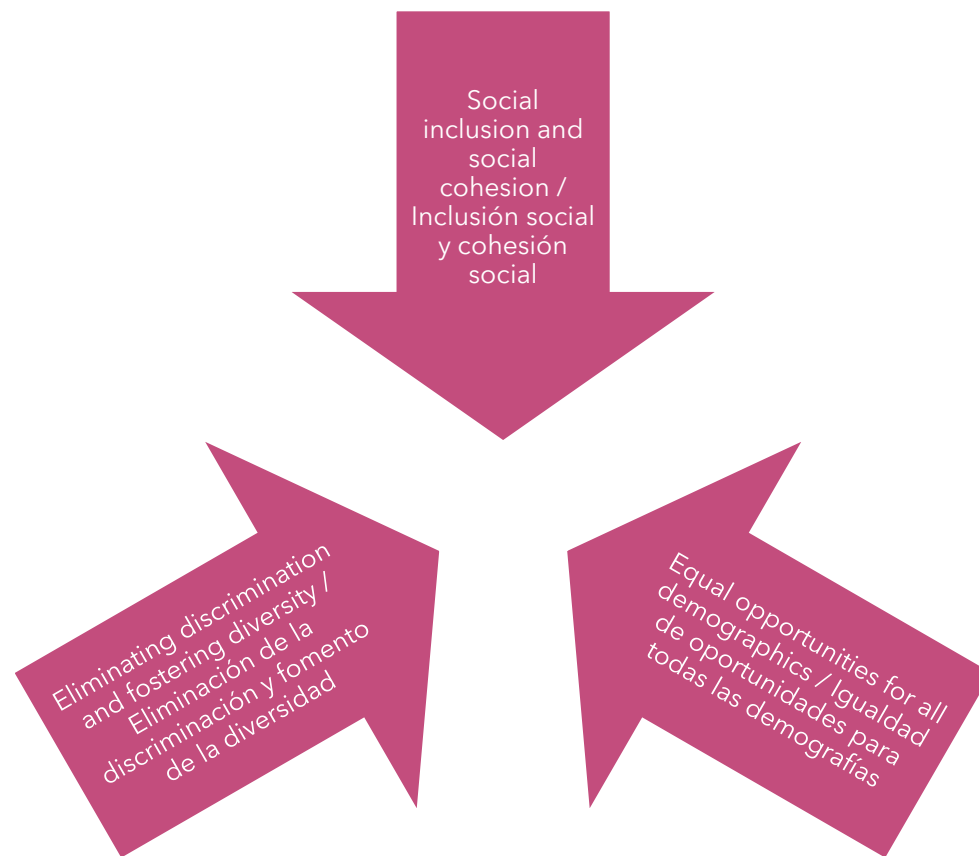 Social
inclusion and
social
cohesion /
Inclusión social
y cohesión
social
Eliminating discrimination
and fostering diversity /
Eliminación de la
discriminación y fomento
de la diversidad
Equal opportunities for all
demographics / Igualdad
de oportunidades para
todas las demografías